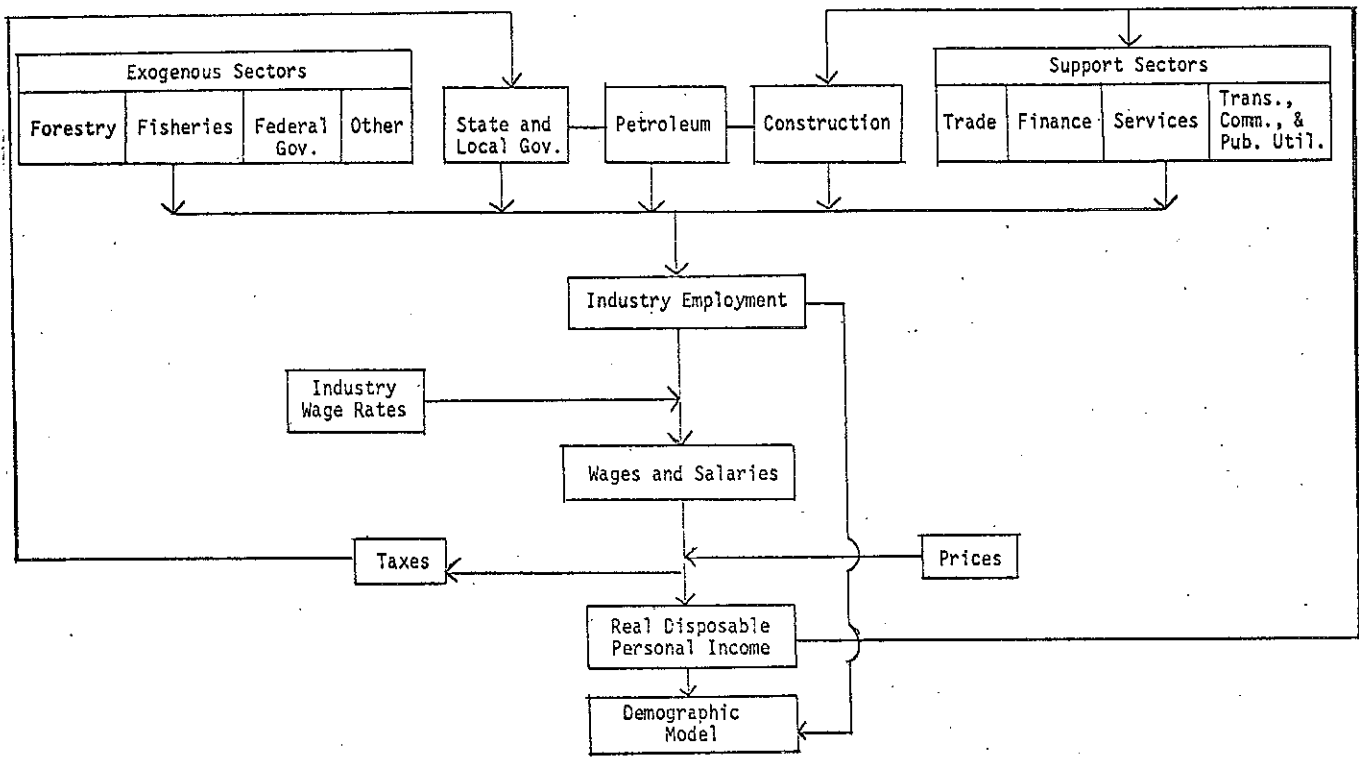 Exogenous Sectors
Forestry
Fisheries
Federal
Gov.
Other
State and
Local Gov.
Petroleum
Construction
Support Sectors
Trade
Finance
Services
Trans.,
Comm., &
Pub. Util.
Industry Employment
Industry
Wage Rates
Wages and Salaries
Taxes
Prices
Real Disposable
Personal Income
Demographic
Model